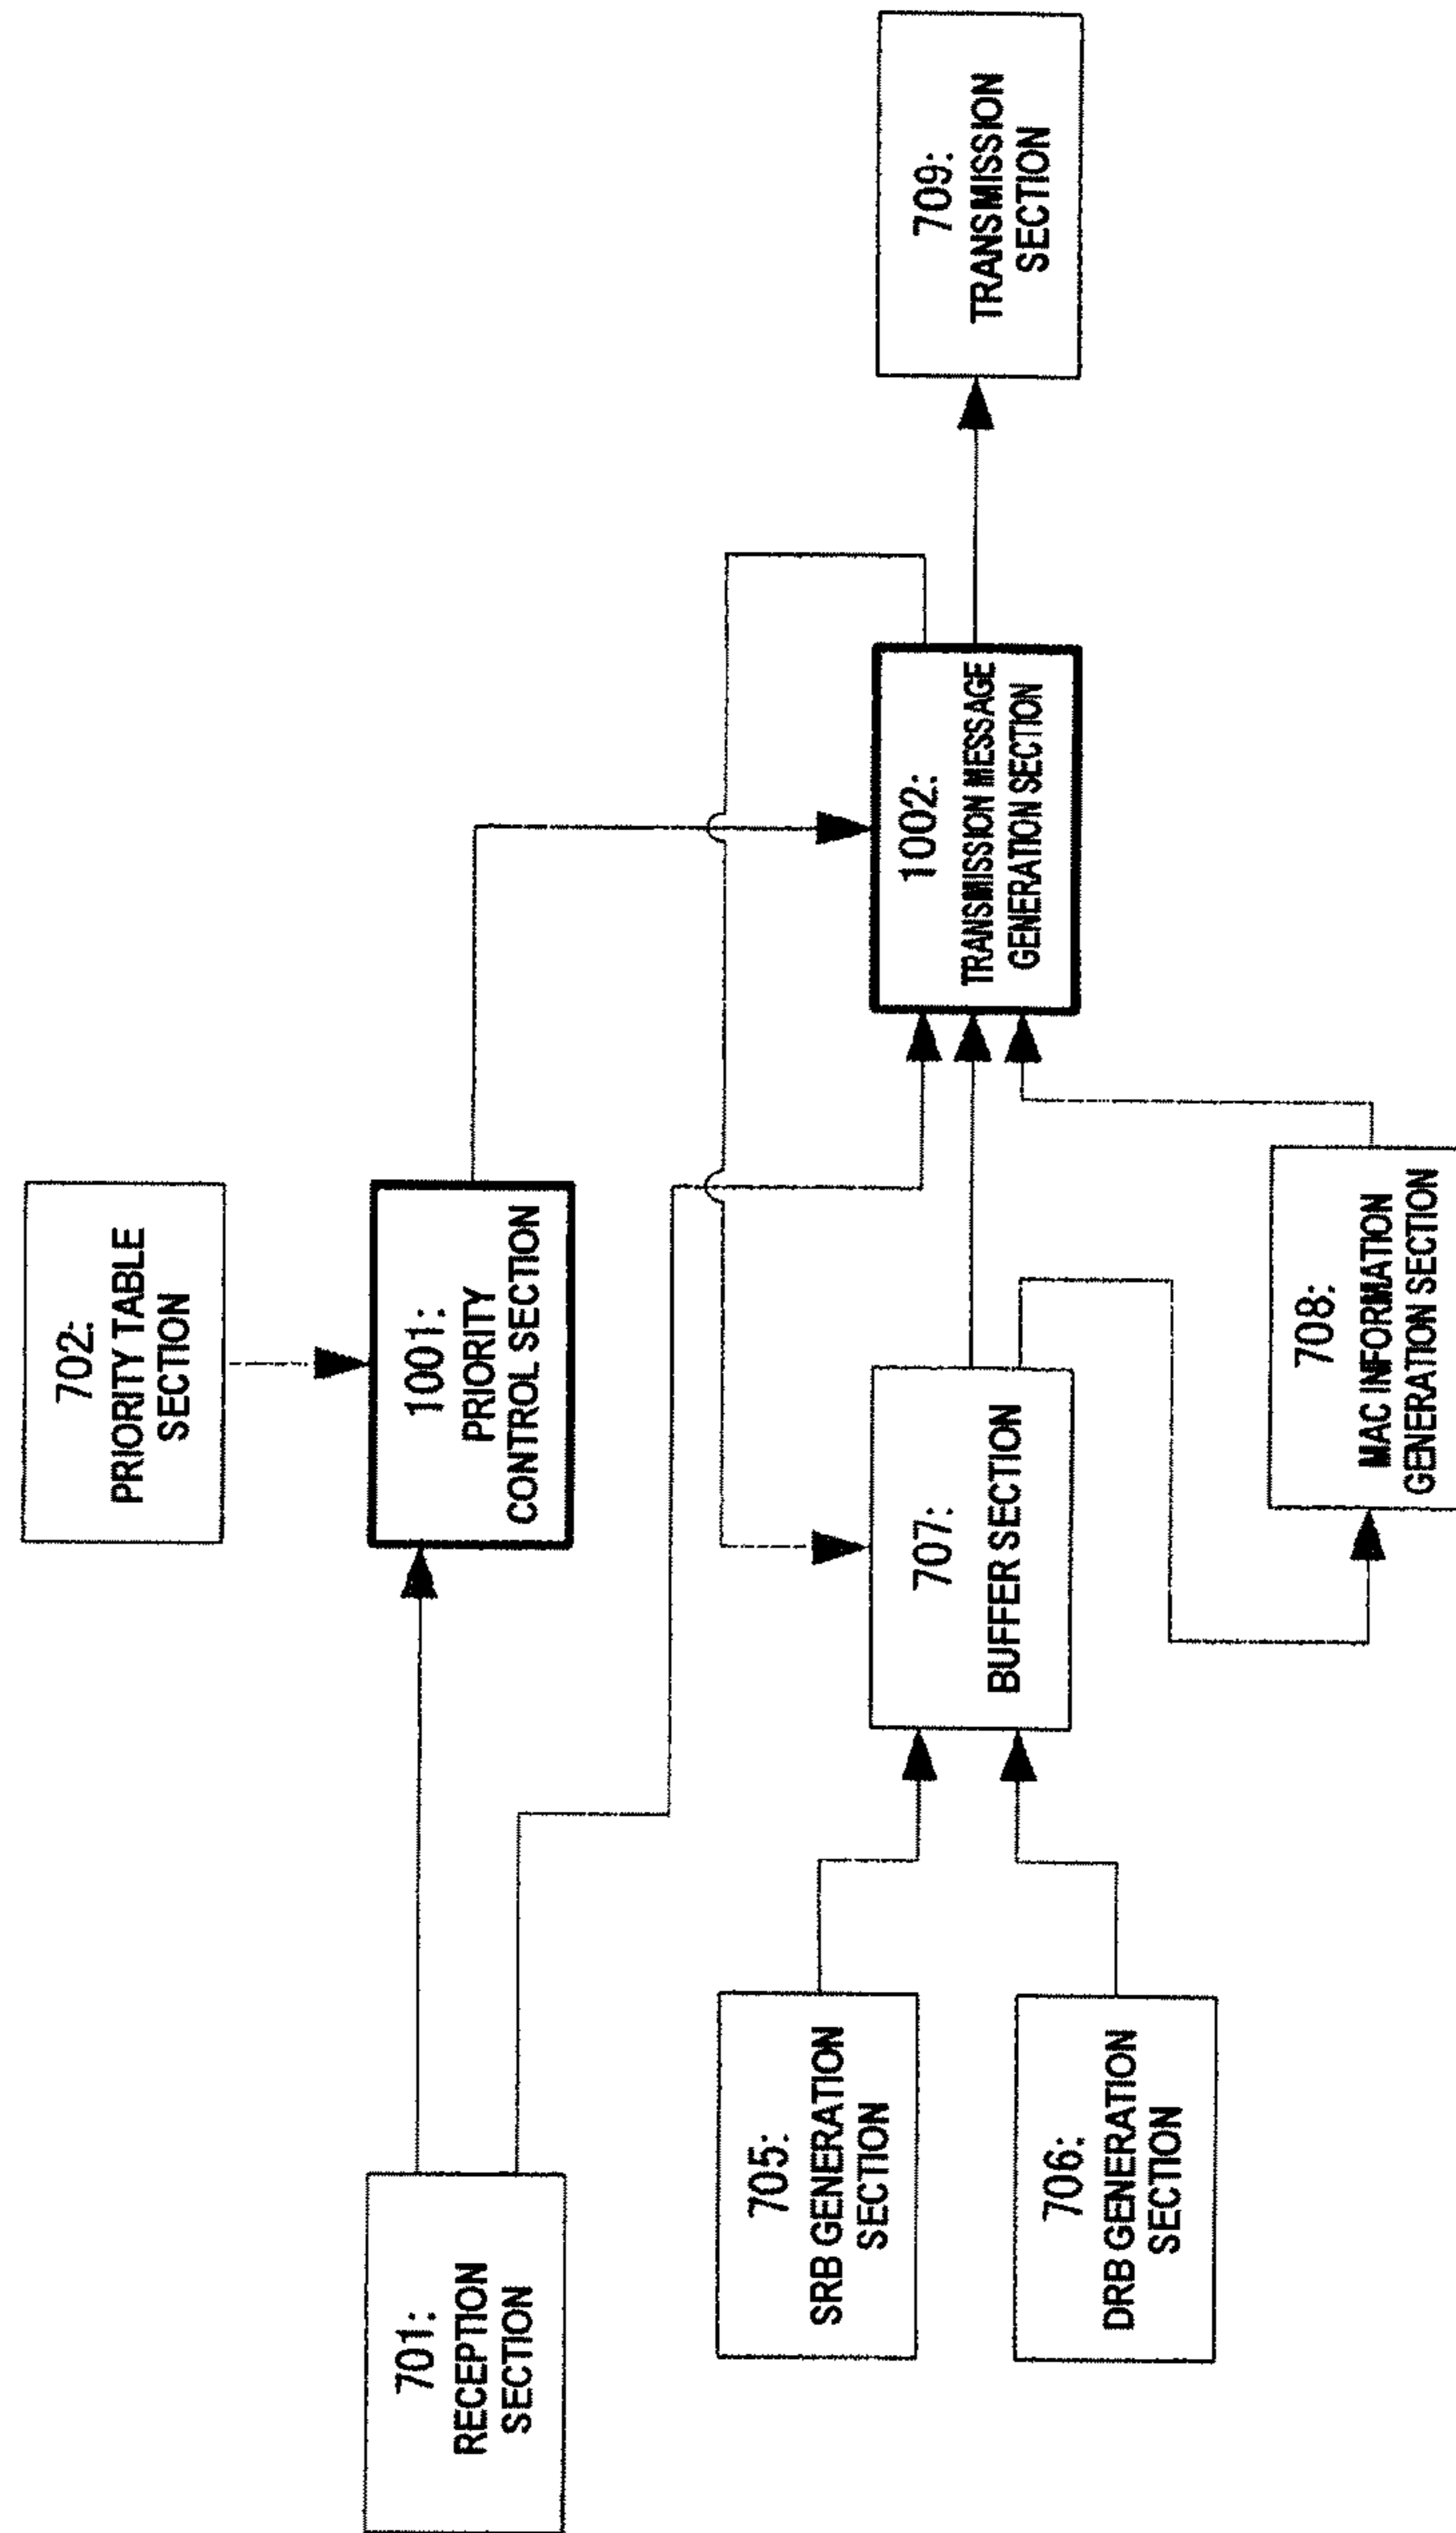 702:
PRIORITY TABLE
SECTION
701:
RECEPTION
SECTION
1001:
PRIORITY
CONTROL SECTION
705:
SRB GENERATION
SECTION
706:
DRB GENERATION
SECTION
707:
BUFFER SECTION
708:
MAC INFORMATION
GENERATION SECTION
1002:
TRANSMISSION MESSAGE
GENERATION SECTION
709:
TRANSMISSION
SECTION